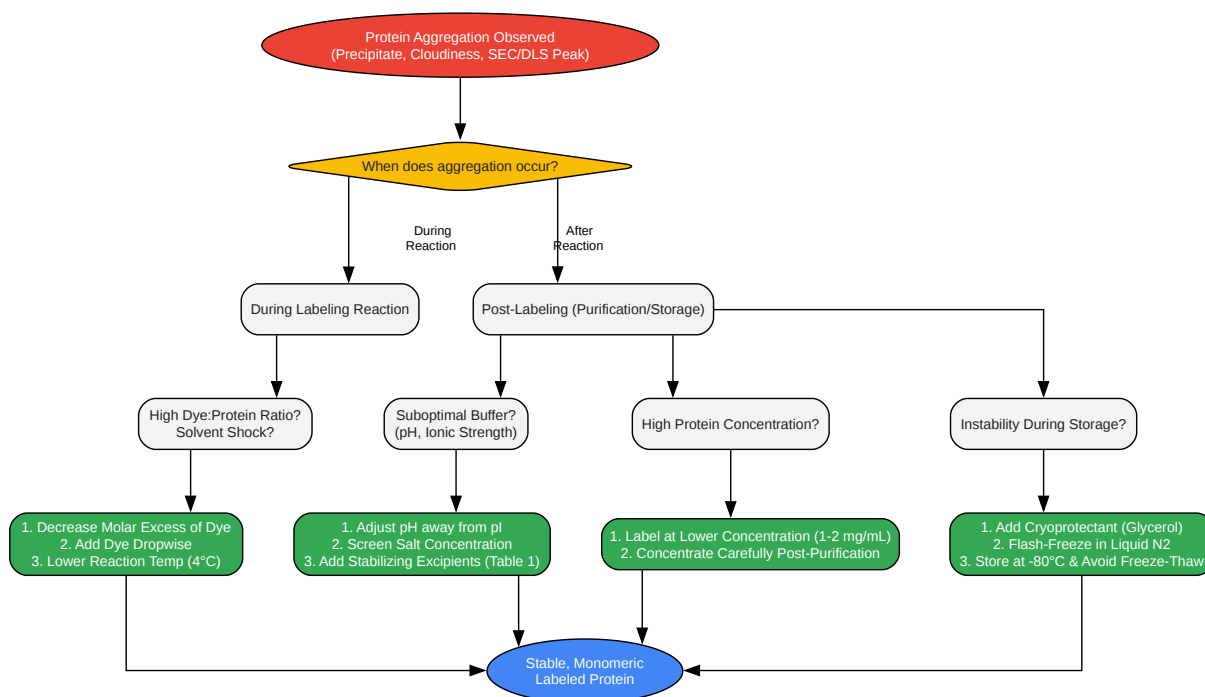 Protein Aggregation Observed
(Precipitate, Cloudiness, SEC/DLS Peak)
When does aggregation occur?
During
Reaction
After
Reaction
During Labeling Reaction
Post-Labeling (Purification/Storage)
High Dye:Protein Ratio?
Solvent Shock?
Suboptimal Buffer?
(pH, Ionic Strength)
High Protein Concentration?
Instability During Storage?
1. Decrease Molar Excess of Dye
2. Add Dye Dropwise
3. Lower Reaction Temp (4°C)
1. Adjust pH away from pI
2. Screen Salt Concentration
3. Add Stabilizing Excipients (Table 1)
1. Label at Lower Concentration (1-2 mg/mL)
2. Concentrate Carefully Post-Purification
1. Add Cryoprotectant (Glycerol)
2. Flash-Freeze in Liquid N2
3. Store at -80°C & Avoid Freeze-Thaw
Stable, Monomeric
Labeled Protein